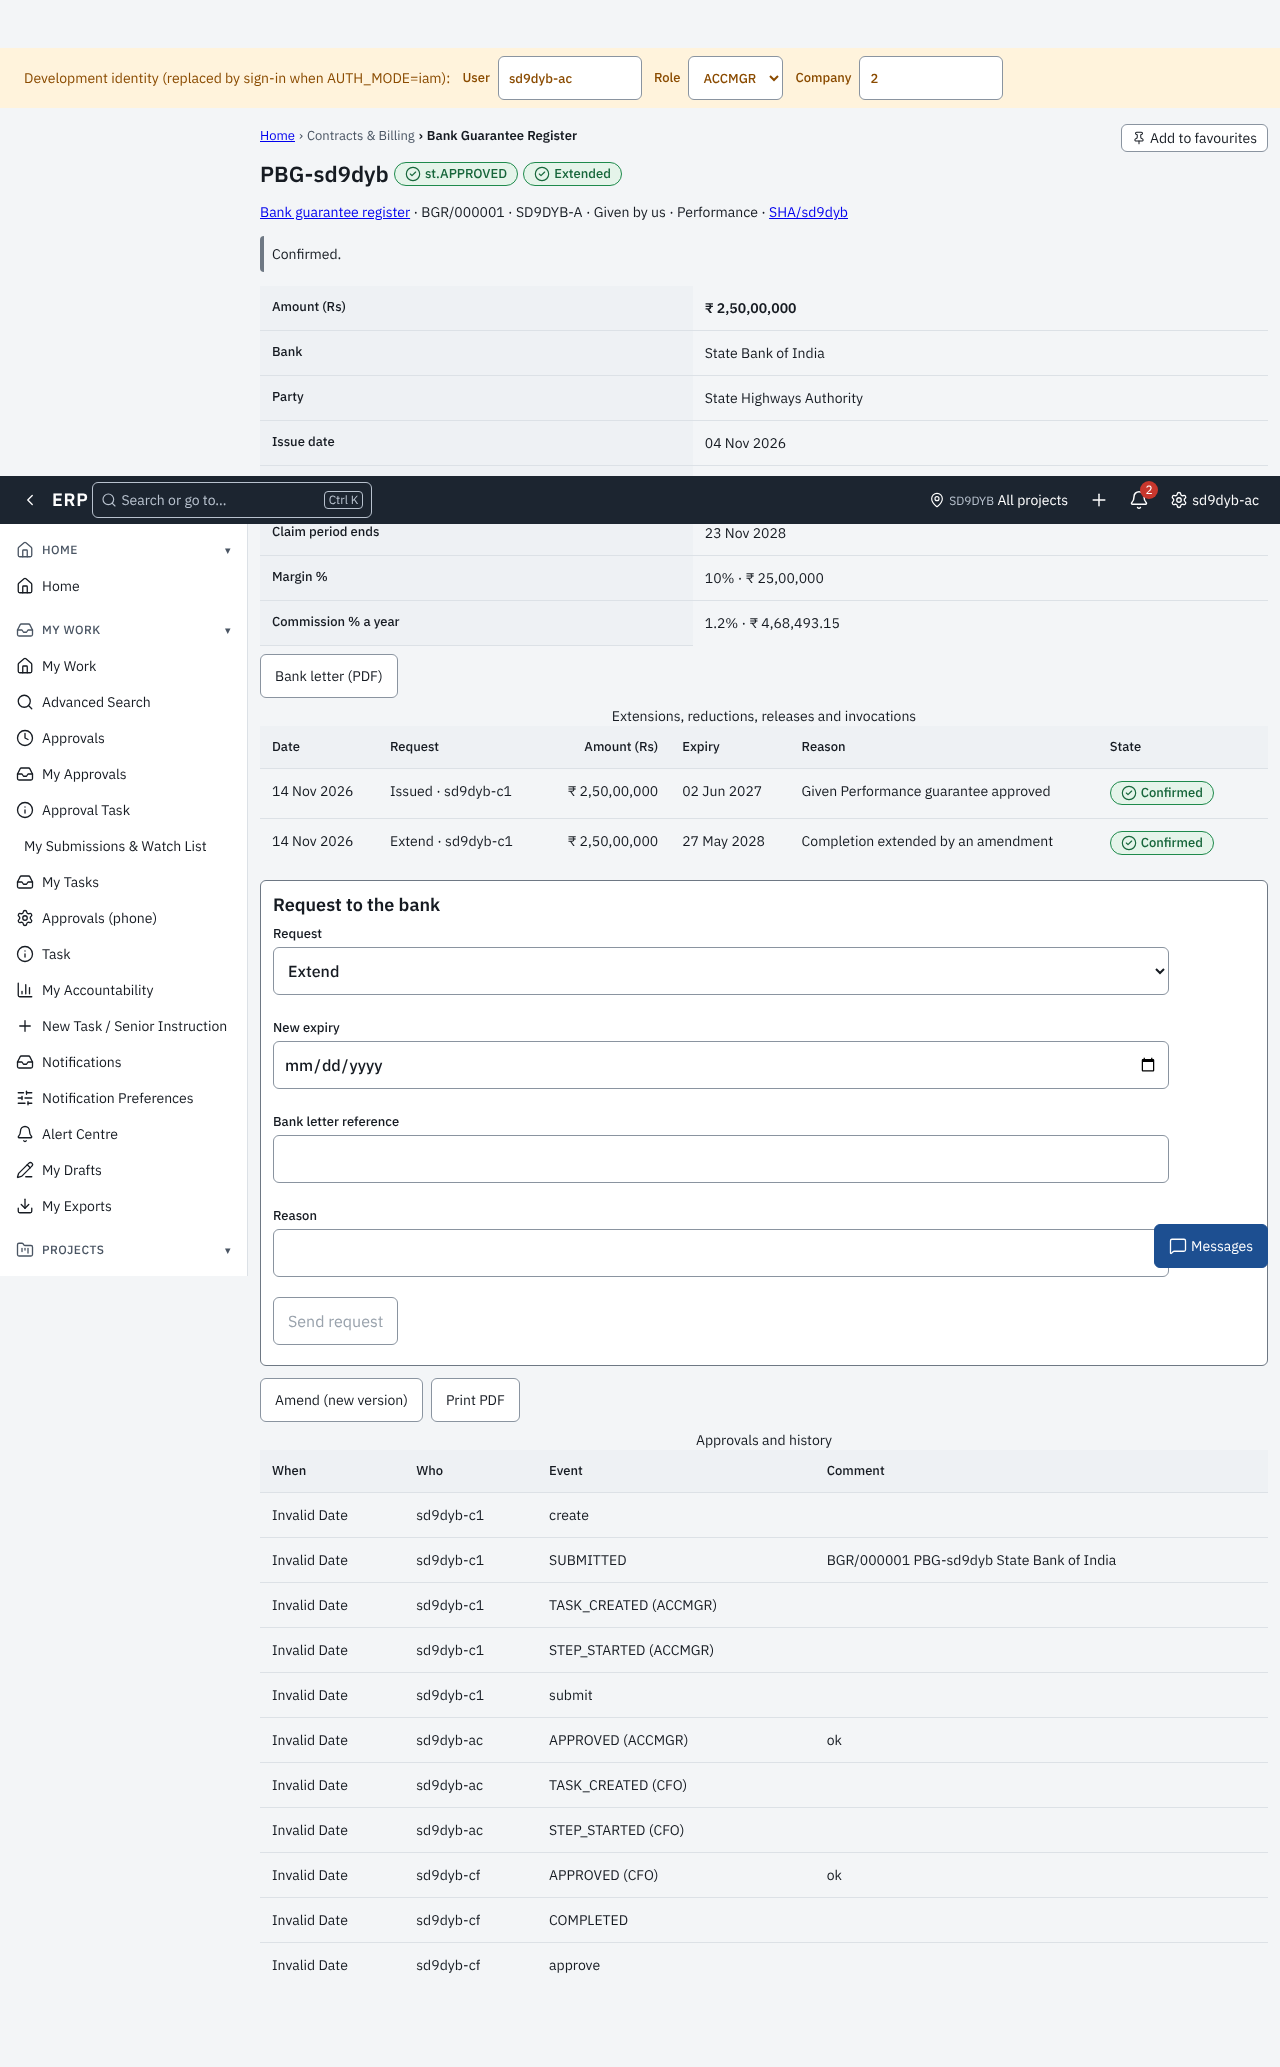 Development identity (replaced by sign-in when AUTH_MODE=iam): User sd9dyb-ac Role ACCMGR Company 2
Home › Contracts & Billing › Bank Guarantee Register
Add to favourites
PBG-sd9dyb st.APPROVED Extended
Bank guarantee register · BGR/000001 · SD9DYB-A · Given by us · Performance · SHA/sd9dyb
Confirmed.
Amount (Rs) ₹ 2,50,00,000
Bank State Bank of India
Party State Highways Authority
Issue date 04 Nov 2026
ERP Search or go to... Ctrl K SD9DYB All projects 2 sd9dyb-ac
Claim period ends 23 Nov 2028
Margin % 10% · ₹ 25,00,000
Commission % a year 1.2% · ₹ 4,68,493.15
HOME
Home
MY WORK
My Work
Advanced Search
Approvals
My Approvals
Approval Task
My Submissions & Watch List
My Tasks
Approvals (phone)
Task
My Accountability
New Task / Senior Instruction
Notifications
Notification Preferences
Alert Centre
My Drafts
My Exports
PROJECTS
Bank letter (PDF)
Extensions, reductions, releases and invocations
Date Request Amount (Rs) Expiry Reason State
14 Nov 2026 Issued · sd9dyb-c1 ₹ 2,50,00,000 02 Jun 2027 Given Performance guarantee approved Confirmed
14 Nov 2026 Extend · sd9dyb-c1 ₹ 2,50,00,000 27 May 2028 Completion extended by an amendment Confirmed
Request to the bank
Request
Extend
New expiry
mm/dd/yyyy
Bank letter reference
Reason
Messages
Send request
Amend (new version) Print PDF
Approvals and history
When Who Event Comment
Invalid Date sd9dyb-c1 create
Invalid Date sd9dyb-c1 SUBMITTED BGR/000001 PBG-sd9dyb State Bank of India
Invalid Date sd9dyb-c1 TASK_CREATED (ACCMGR)
Invalid Date sd9dyb-c1 STEP_STARTED (ACCMGR)
Invalid Date sd9dyb-c1 submit
Invalid Date sd9dyb-ac APPROVED (ACCMGR) ok
Invalid Date sd9dyb-ac TASK_CREATED (CFO)
Invalid Date sd9dyb-ac STEP_STARTED (CFO)
Invalid Date sd9dyb-cf APPROVED (CFO) ok
Invalid Date sd9dyb-cf COMPLETED
Invalid Date sd9dyb-cf approve